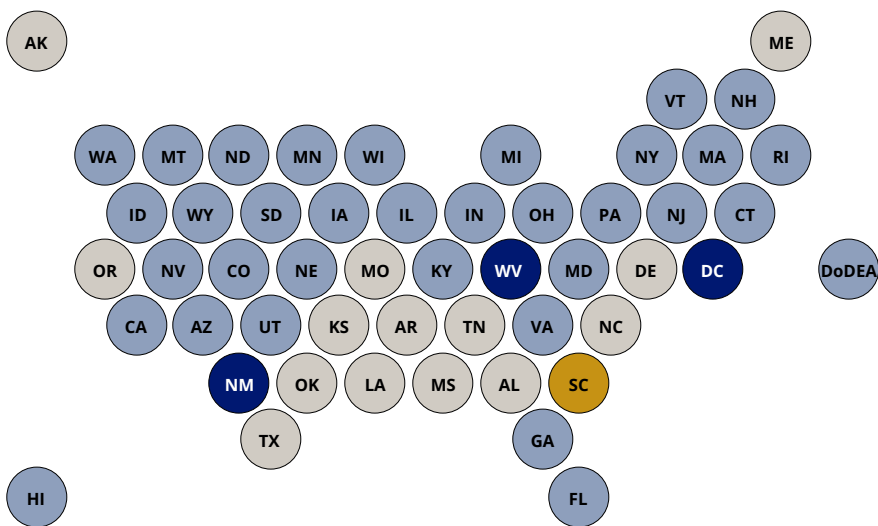 AK ME
VT NH
WA MT ND MN WI MI NY MA RI
ID WY SD IA IL IN OH PA NJ CT
OR NV CO NE MO KY WV MD DE DC DoDEA
CA AZ UT KS AR TN VA NC
NM OK LA MS AL SC
TX GA
HI FL